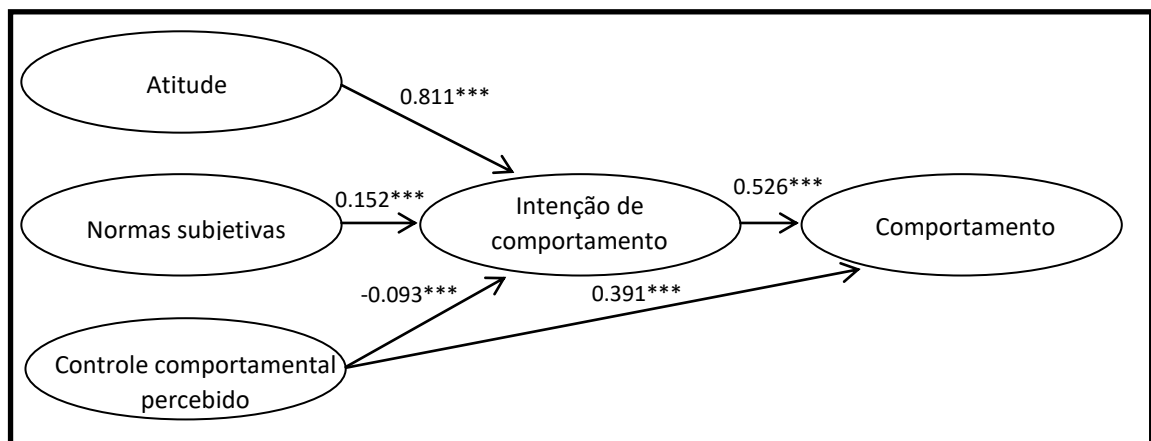 Atitude
0.811***
Normas subjetivas
0.152***
Intenção de
comportamento
0.526***
Comportamento
-0.093***
0.391***
Controle comportamental
percebido